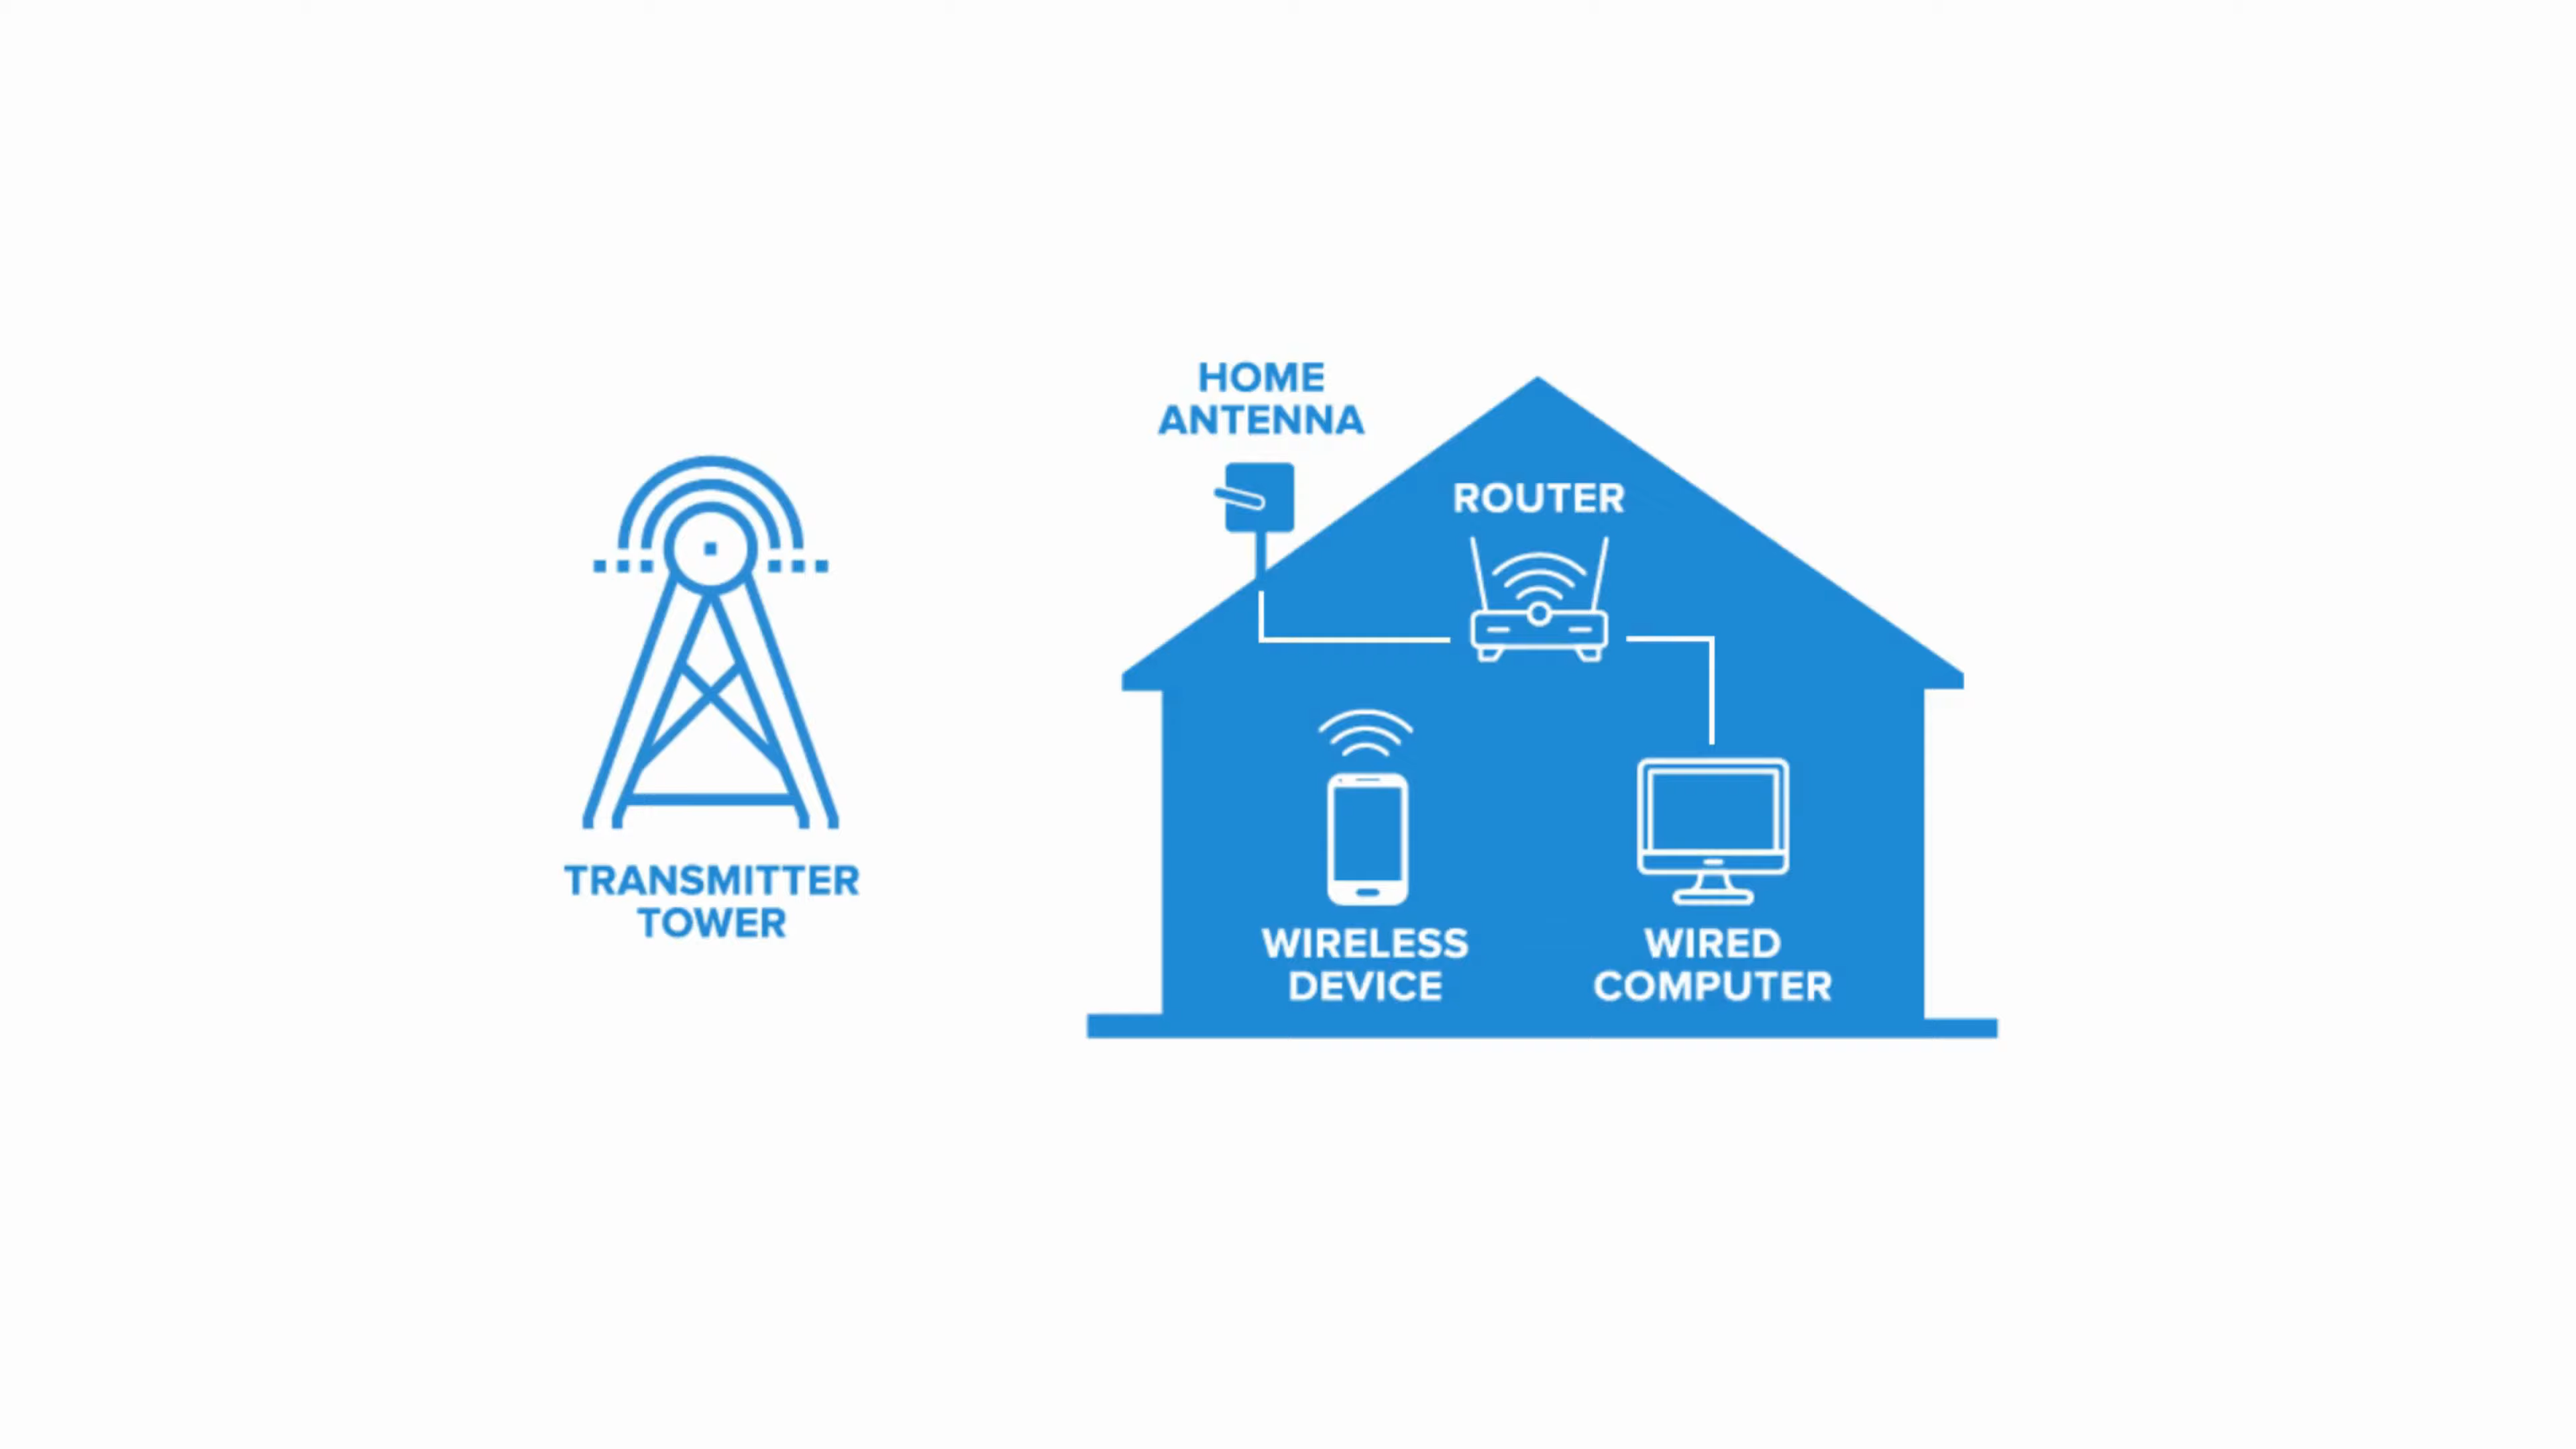 HOME
ANTENNA
ROUTER
TRANSMITTER
TOWER
WIRELESS
DEVICE
WIRED
COMPUTER